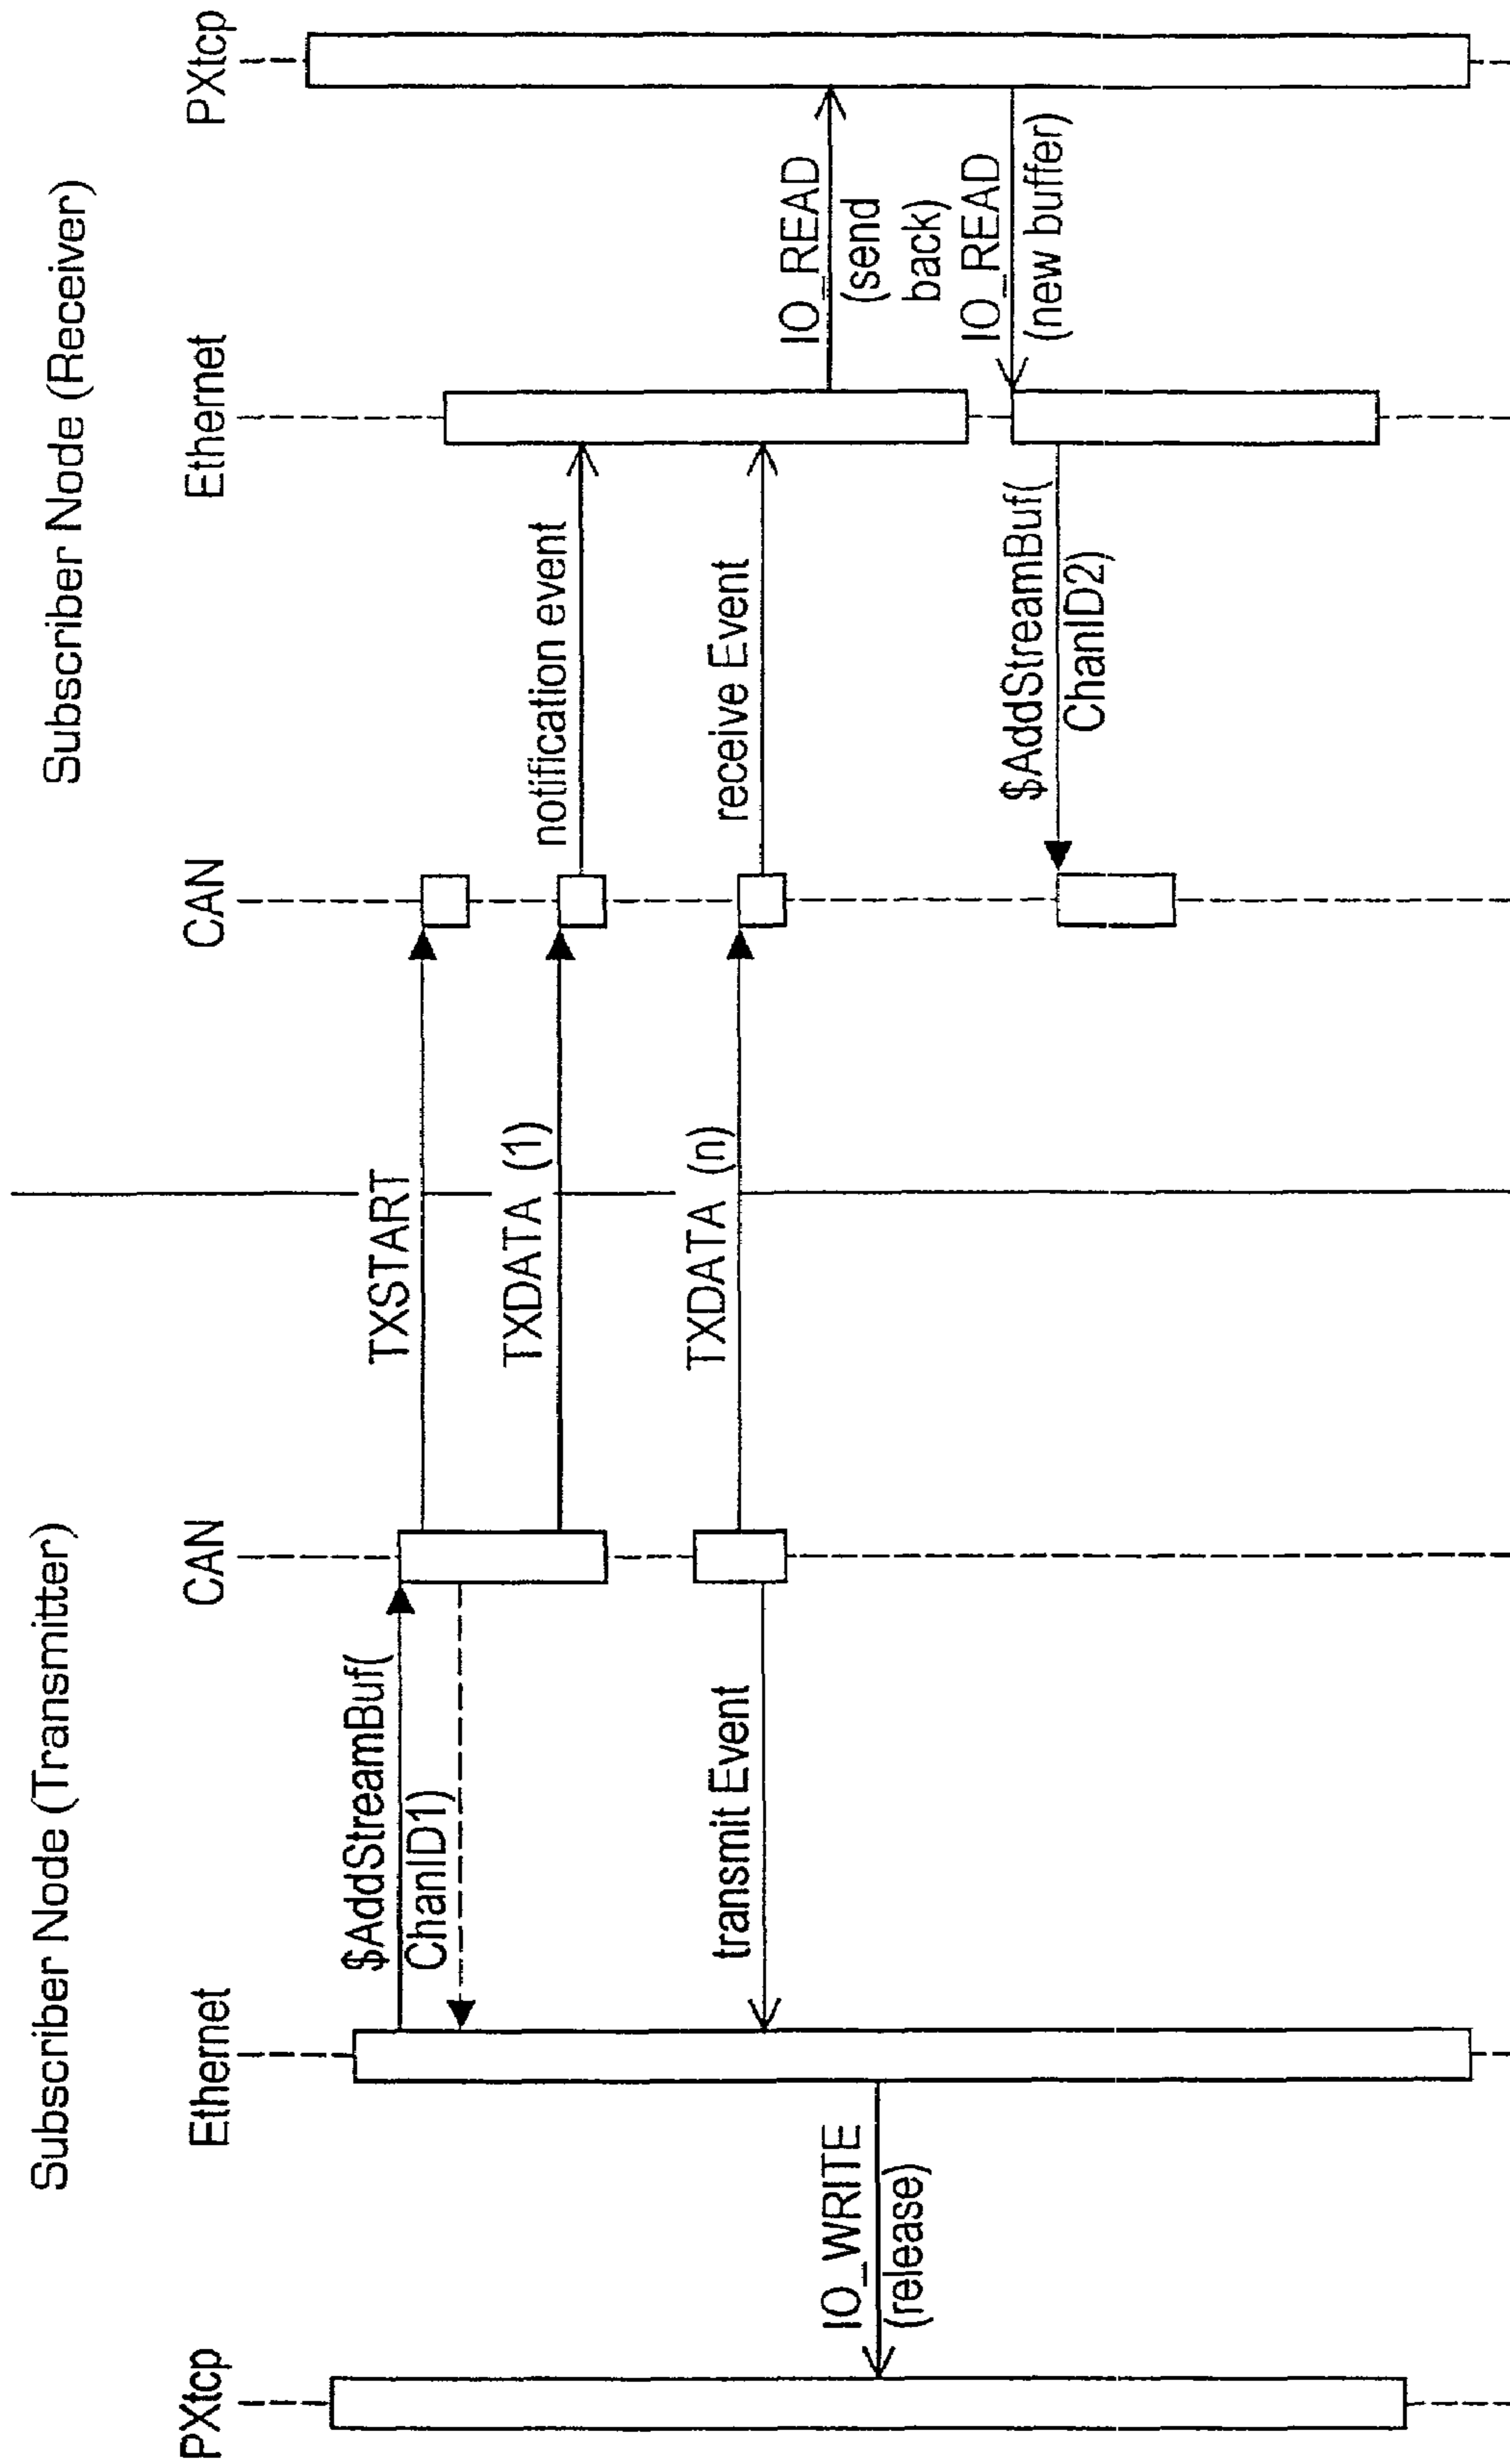 Subscriber Node (Transmitter)
Subscriber Node (Receiver)
PXtcp
Ethernet
CAN
CAN
Ethernet
PXtcp
$AddStreamBuf(
ChanID1)
TXSTART
TXDATA (1)
notification event
TXDATA (n)
transmit Event
receive Event
IO_WRITE
(release)
IO_READ
(send
back)
IO_READ
(new buffer)
$AddStreamBuf(
ChanID2)